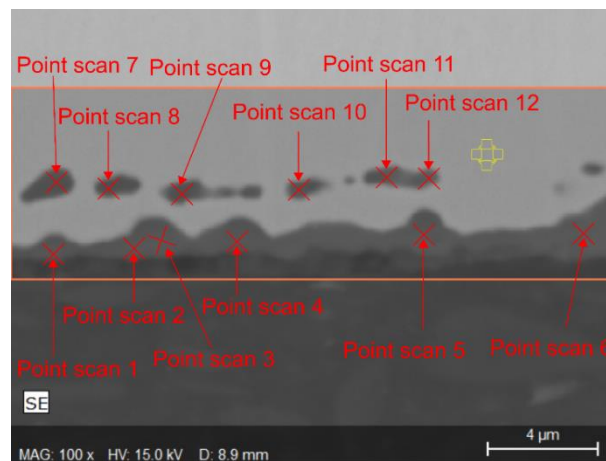 Point scan 7
Point scan 9
Point scan 11
Point scan 8
Point scan 10
Point scan 12
Point scan 2
Point scan 4
Point scan 1
Point scan 3
Point scan 5
Point scan 6
SE
4 µm
MAG: 100 x HV: 15.0 kV D: 8.9 mm